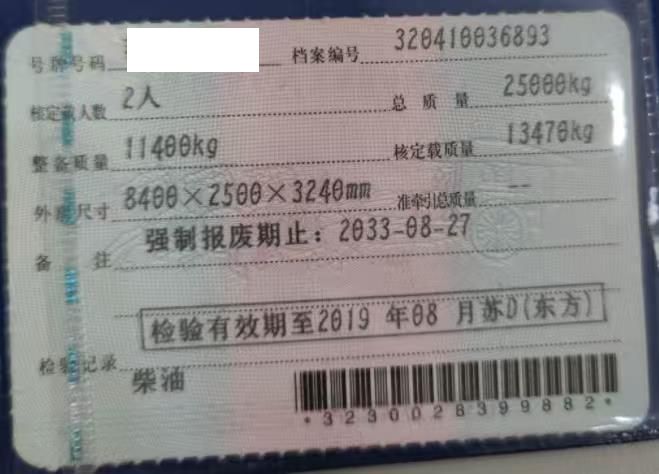 号牌号码 档案编号 320410036893
核定载人数 2人 总质量 25000kg
整备质量 11400kg 核定载质量 13470kg
外廓尺寸 8400×2500×3240mm 准牵引总质量 --
备注 强制报废期止：2033-08-27
检验有效期至2019 年08 月苏D(东方)
检验记录
柴油
*3230028399882*